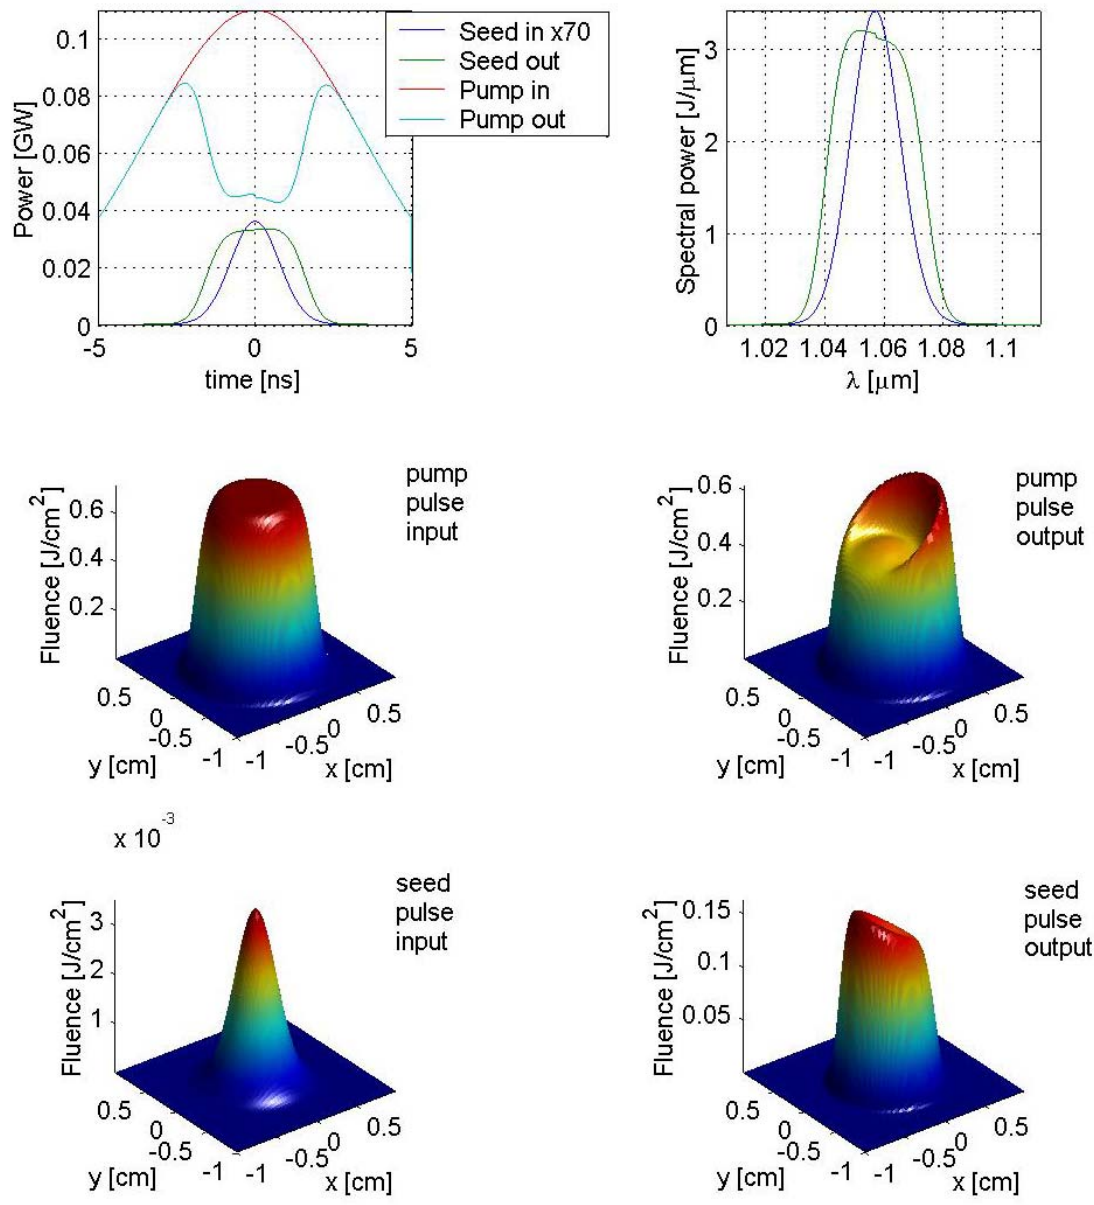 0.1
0.08
0.06
0.04
0.02
0
Power [GW]
-5
0
5
time [ns]
Seed in x70
Seed out
Pump in
Pump out
3
2
1
0
Spectral power [J/μm]
1.02 1.04 1.06 1.08 1.1
λ [μm]
pump
pulse
input
0.6
0.4
0.2
Fluence [J/cm²]
0.5
0
-0.5
-1
y [cm]
-1
-0.5
0
0.5
x [cm]
pump
pulse
output
0.6
0.4
0.2
Fluence [J/cm²]
0.5
0
-0.5
-1
y [cm]
-1
-0.5
0
0.5
x [cm]
x 10⁻³
seed
pulse
input
3
2
1
Fluence [J/cm²]
0.5
0
-0.5
-1
y [cm]
-1
-0.5
0
0.5
x [cm]
seed
pulse
output
0.15
0.1
0.05
Fluence [J/cm²]
0.5
0
-0.5
-1
y [cm]
-1
-0.5
0
0.5
x [cm]